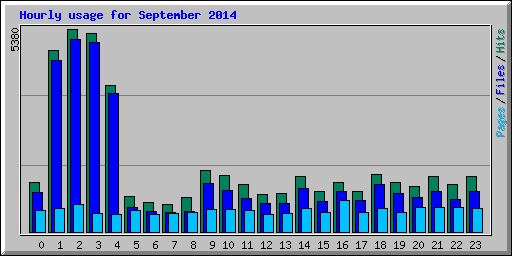 Hourly usage for September 2014
5380
Pages/Files/Hits
0 1 2 3 4 5 6 7 8 9 10 11 12 13 14 15 16 17 18 19 20 21 22 23